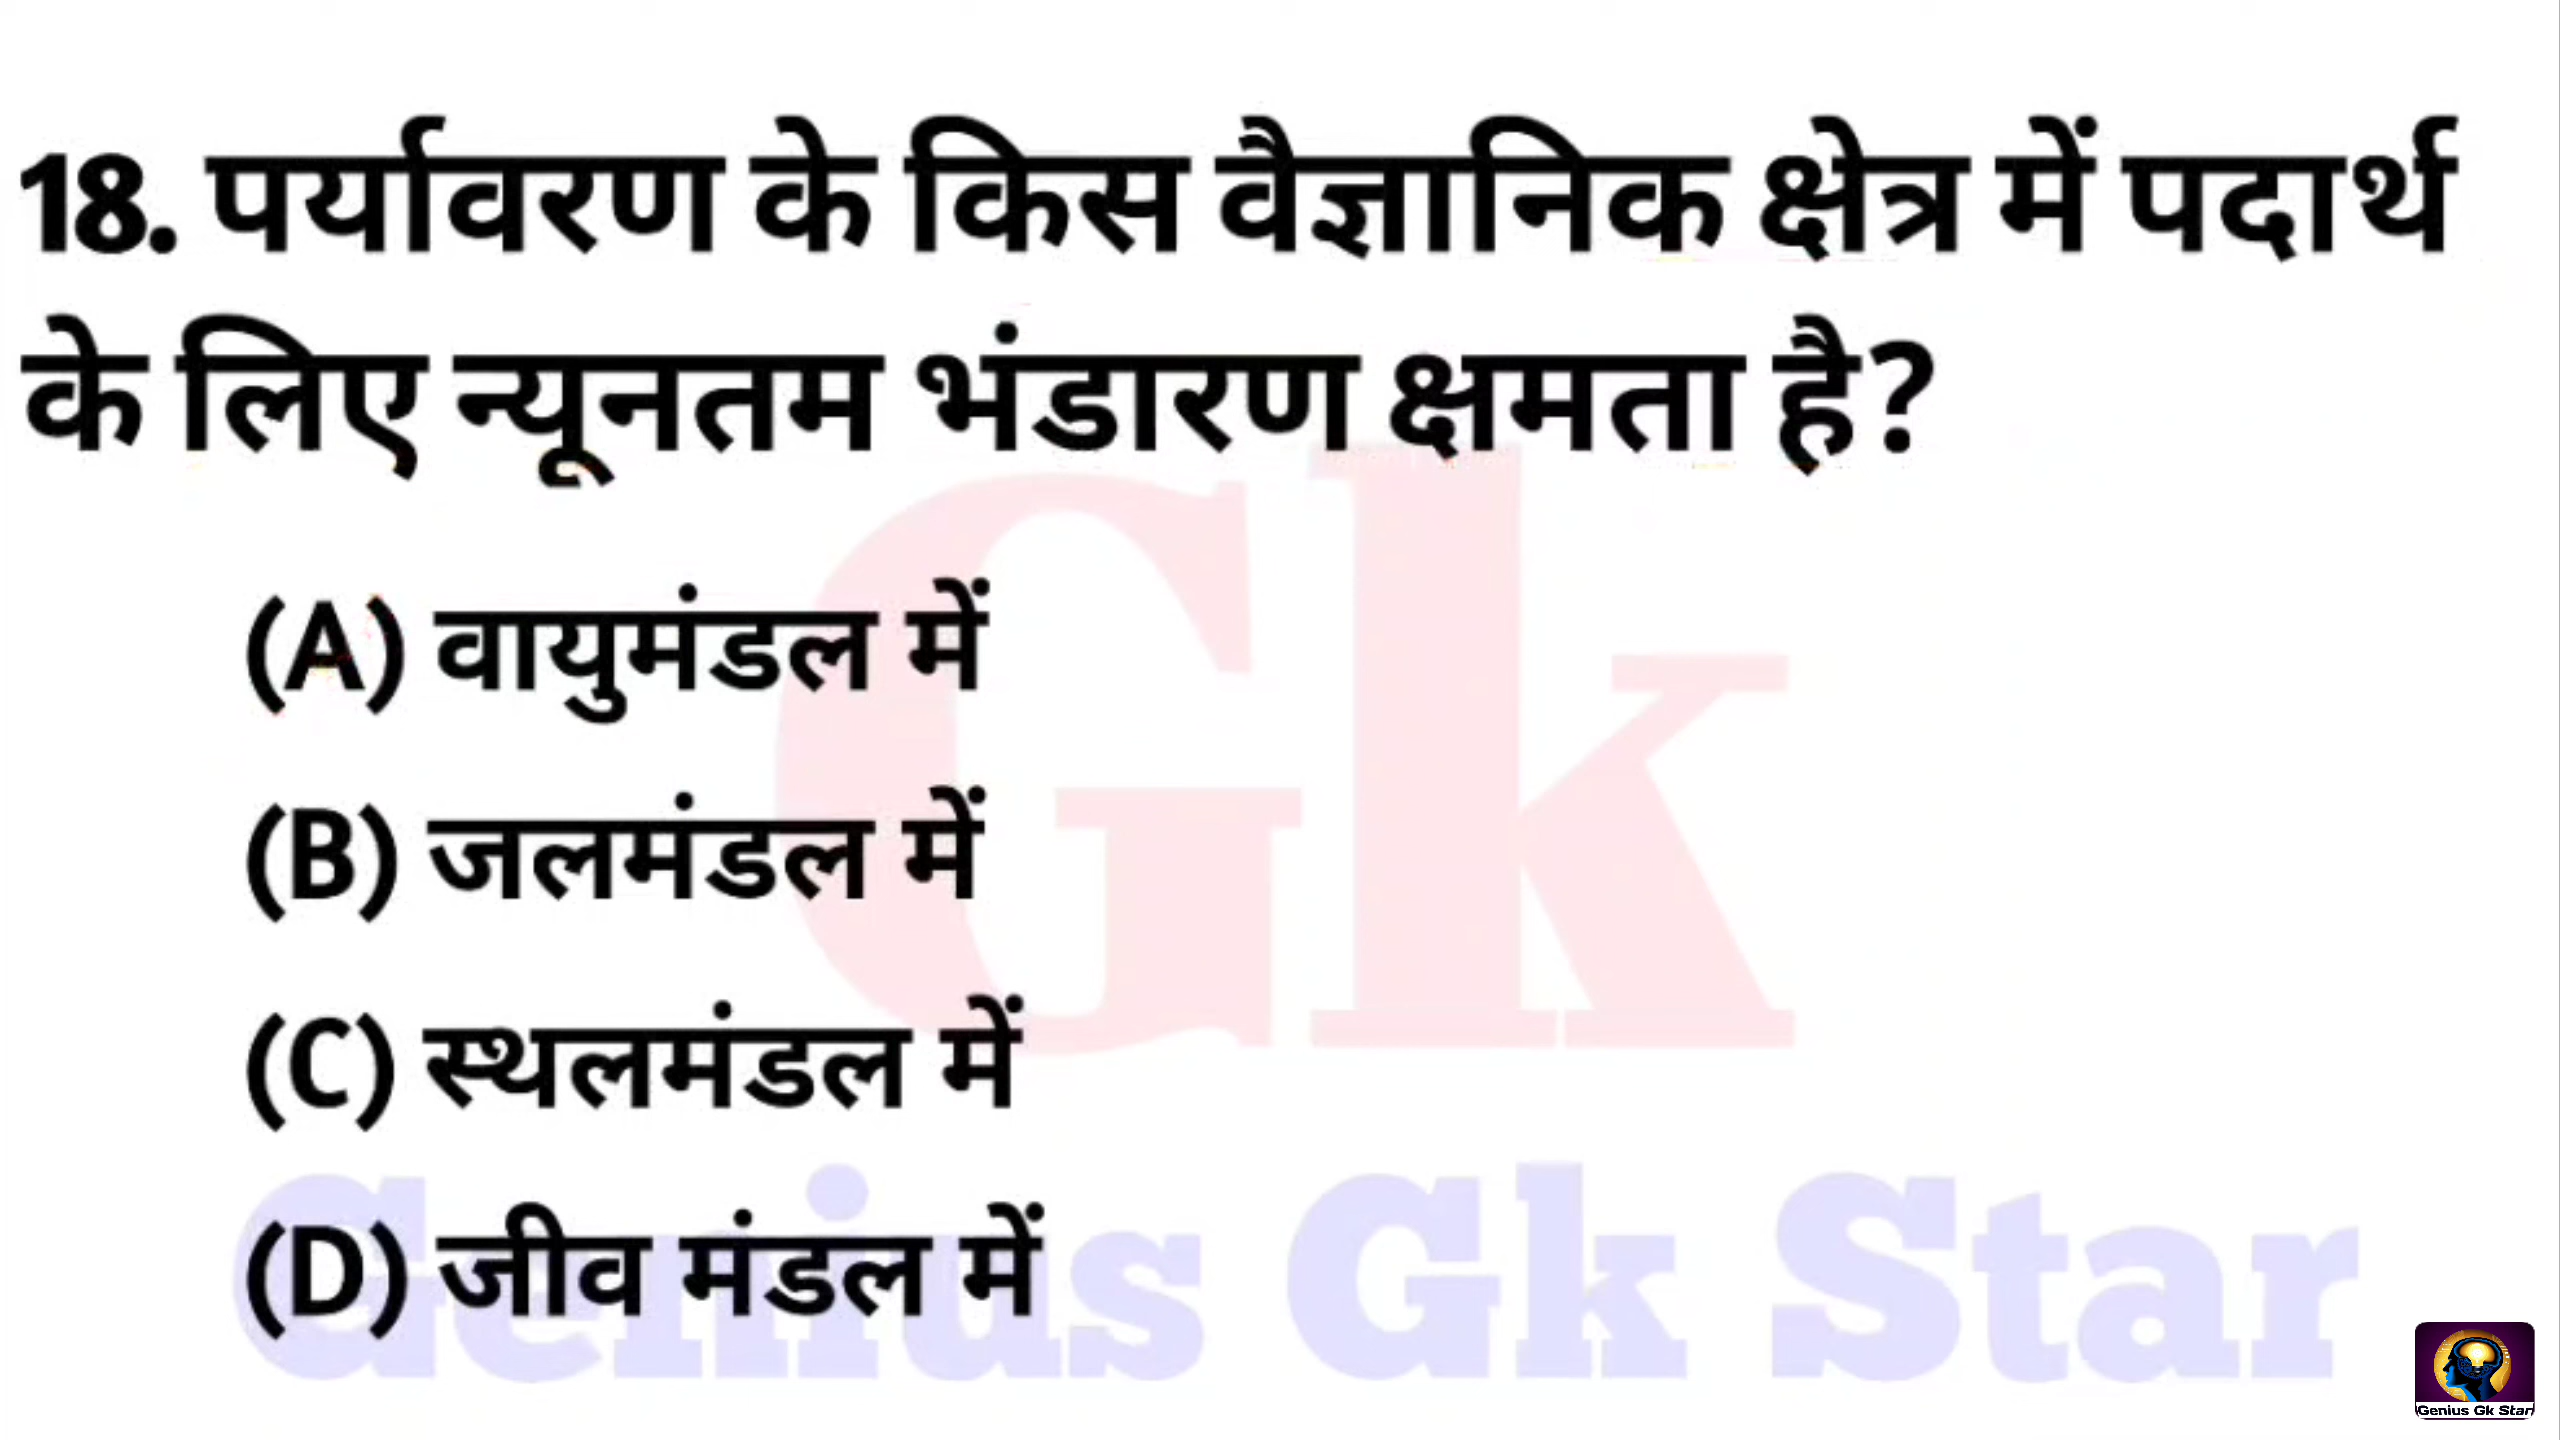 18. पर्यावरण के किस वैज्ञानिक क्षेत्र में पदार्थ
के लिए न्यूनतम भंडारण क्षमता है?
(A) वायुमंडल में
(B) जलमंडल में
(C) स्थलमंडल में
(D) जीव मंडल में
Gk
Genius Gk Star
Genius Gk Star